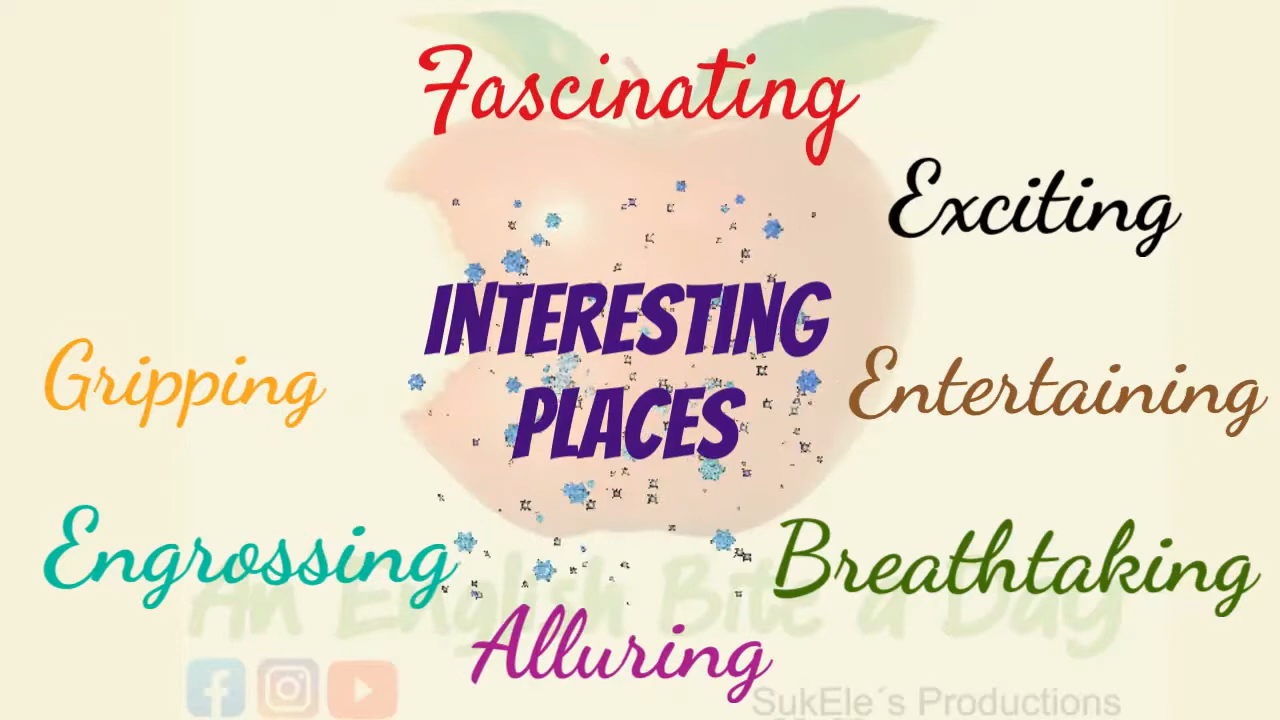 Fascinating
Exciting
INTERESTING
PLACES
Gripping
Entertaining
Engrossing
Breathtaking
Alluring
An English Bite a Day
SukEle´s Productions